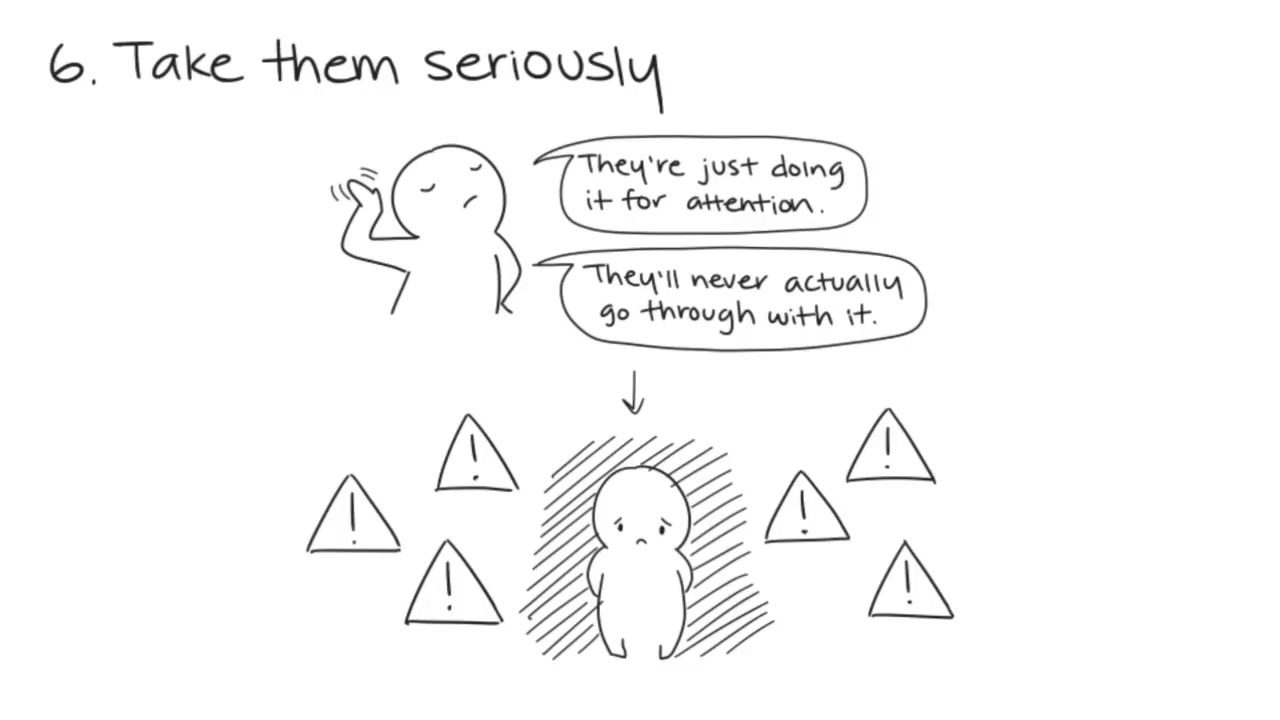 6. Take them seriously
They're just doing
it for attention.
They'll never actually
go through with it.
!
!
!
!
!
!